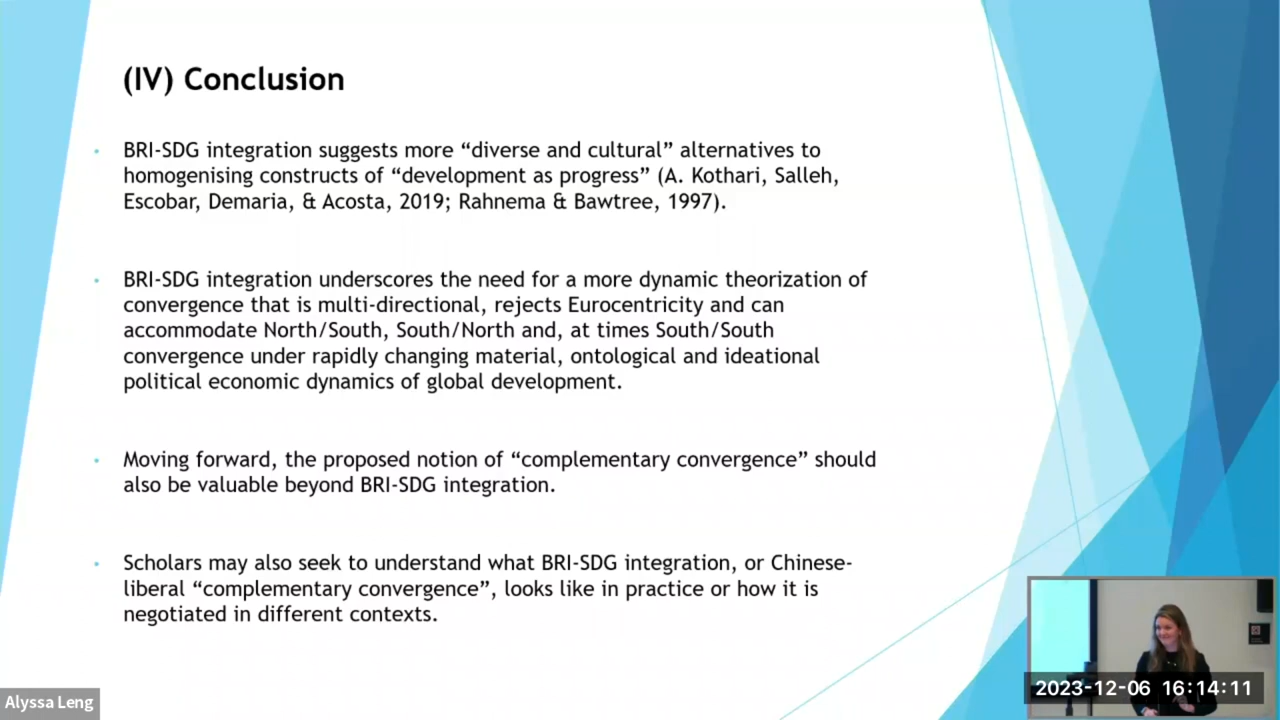 (IV) Conclusion
BRI-SDG integration suggests more “diverse and cultural” alternatives to
homogenising constructs of “development as progress” (A. Kothari, Salleh,
Escobar, Demaria, & Acosta, 2019; Rahnema & Bawtree, 1997).
BRI-SDG integration underscores the need for a more dynamic theorization of
convergence that is multi-directional, rejects Eurocentricity and can
accommodate North/South, South/North and, at times South/South
convergence under rapidly changing material, ontological and ideational
political economic dynamics of global development.
Moving forward, the proposed notion of “complementary convergence” should
also be valuable beyond BRI-SDG integration.
Scholars may also seek to understand what BRI-SDG integration, or Chinese-
liberal “complementary convergence”, looks like in practice or how it is
negotiated in different contexts.
Alyssa Leng
2023-12-06 16:14:11